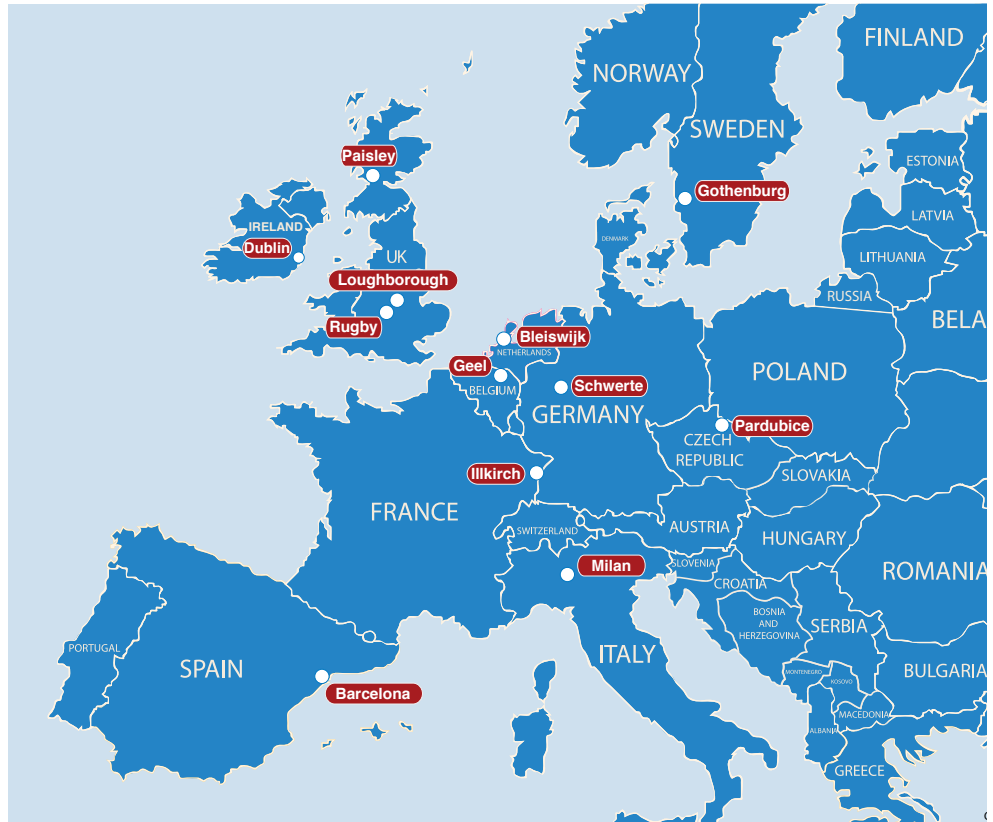 FINLAND
NORWAY
SWEDEN
Paisley
ESTONIA
Gothenburg
LATVIA
IRELAND
Dublin
UK
DENMARK
LITHUANIA
Loughborough
RUSSIA
Rugby
BELA
Bleiswijk
NETHERLANDS
Geel
BELGIUM
Schwerte
POLAND
GERMANY
Pardubice
CZECH
REPUBLIC
Illkirch
SLOVAKIA
FRANCE
SWITZERLAND
AUSTRIA
HUNGARY
Milan
SLOVENIA
CROATIA
ROMANIA
BOSNIA
AND
HERZEGOVINA
SERBIA
PORTUGAL
SPAIN
ITALY
BULGARIA
MONTENEGRO
KOSOVO
Barcelona
MACEDONIA
ALBANIA
GREECE